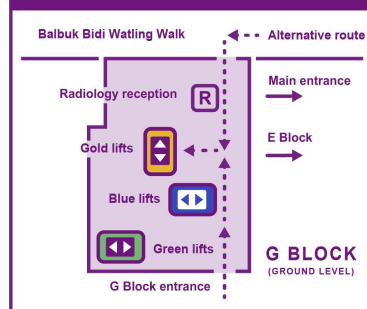 Balbuk Bidi Watling Walk
Alternative route
Main entrance
Radiology reception
R
E Block
Gold lifts
Blue lifts
Green lifts
G BLOCK
(GROUND LEVEL)
G Block entrance